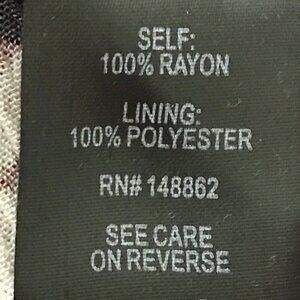 SELF:
100% RAYON
LINING:
100% POLYESTER
RN# 148862
SEE CARE
ON REVERSE